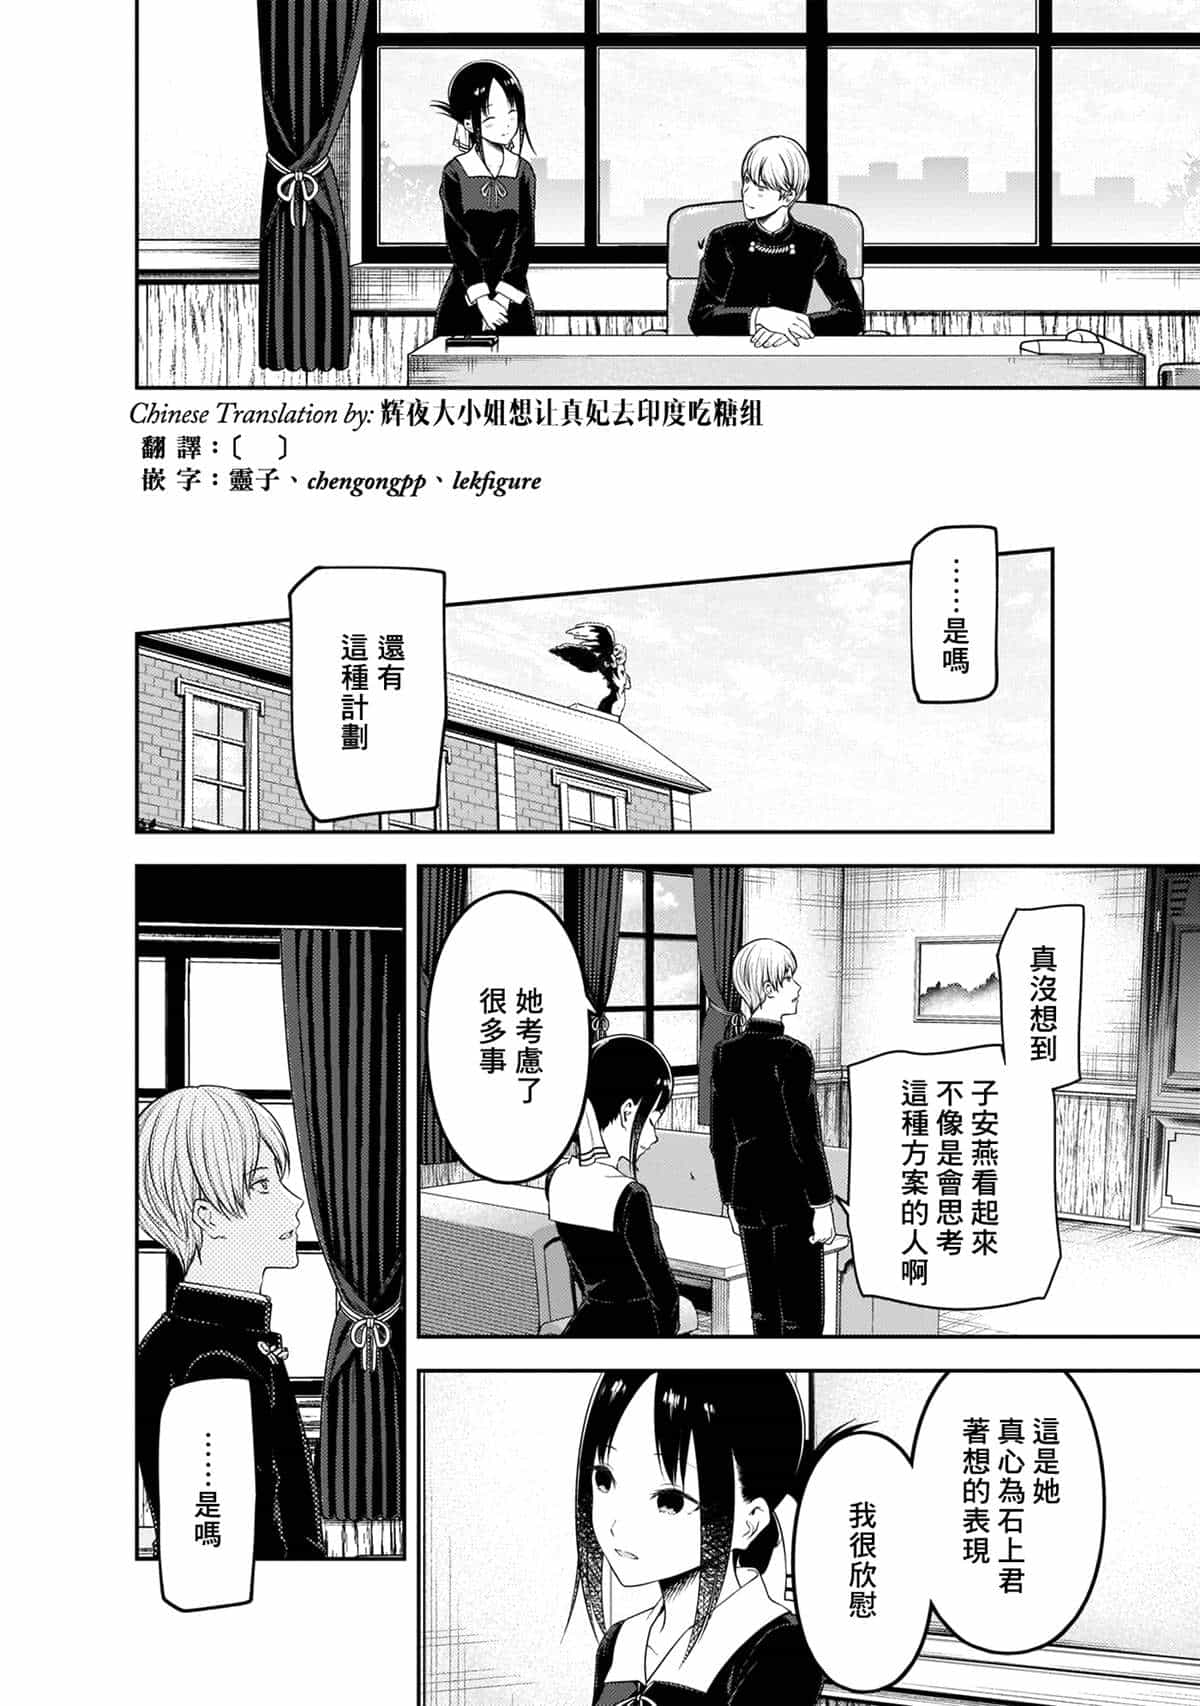 Chinese Translation by: 辉夜大小姐想让真妃去印度吃糖组
翻譯：〔　〕
嵌字：靈子、chengongpp、lekfigure
……是嗎
還有
這種計劃
真沒想到
子安燕看起來
不像是會思考
這種方案的人啊
她考慮了
很多事
這是她
真心為石上君
著想的表現
我很欣慰
……是嗎